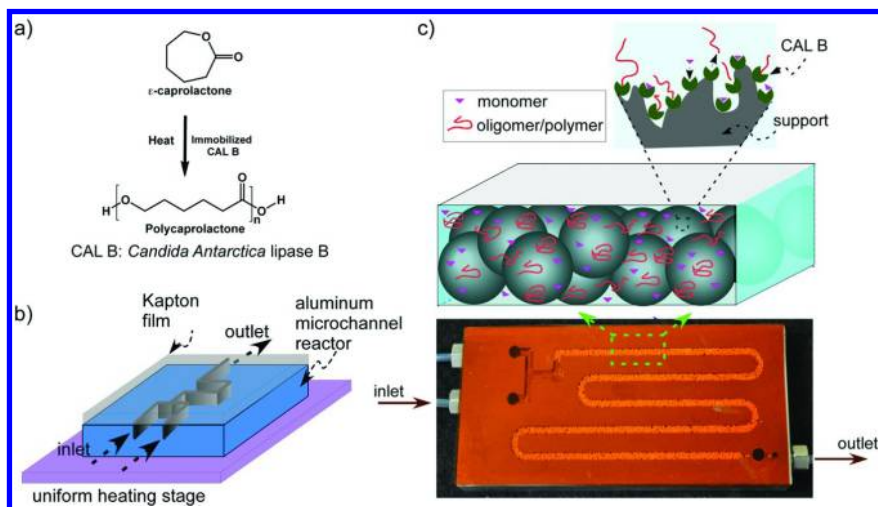 a)
O
O
ε-caprolactone
Heat
Immobilized
CAL B
H
O
O
O
H
n
Polycaprolactone
CAL B: Candida Antarctica lipase B
b)
Kapton
film
outlet
aluminum
microchannel
reactor
inlet
uniform heating stage
c)
CAL B
monomer
oligomer/polymer
support
inlet
outlet